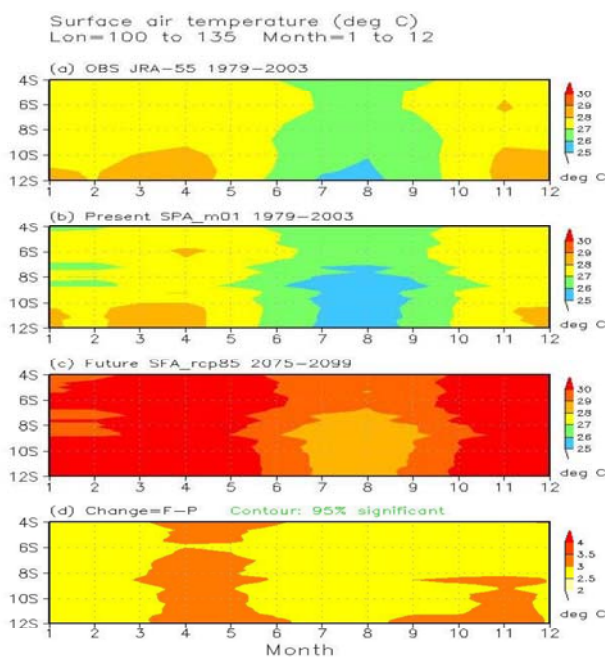 Surface air temperature (deg C)
Lon=100 to 135 Month=1 to 12
(a) OBS JRA-55 1979-2003
4S
6S
8S
10S
12S
1 2 3 4 5 6 7 8 9 10 11 12
30
29
28
27
26
25
deg C
(b) Present SPA_m01 1979-2003
4S
6S
8S
10S
12S
1 2 3 4 5 6 7 8 9 10 11 12
30
29
28
27
26
25
deg C
(c) Future SFA_rcp85 2075-2099
4S
6S
8S
10S
12S
1 2 3 4 5 6 7 8 9 10 11 12
30
29
28
27
26
25
deg C
(d) Change=F-P Contour: 95% significant
4S
6S
8S
10S
12S
1 2 3 4 5 6 7 8 9 10 11 12
4
3.5
3
2.5
2
deg C
Month